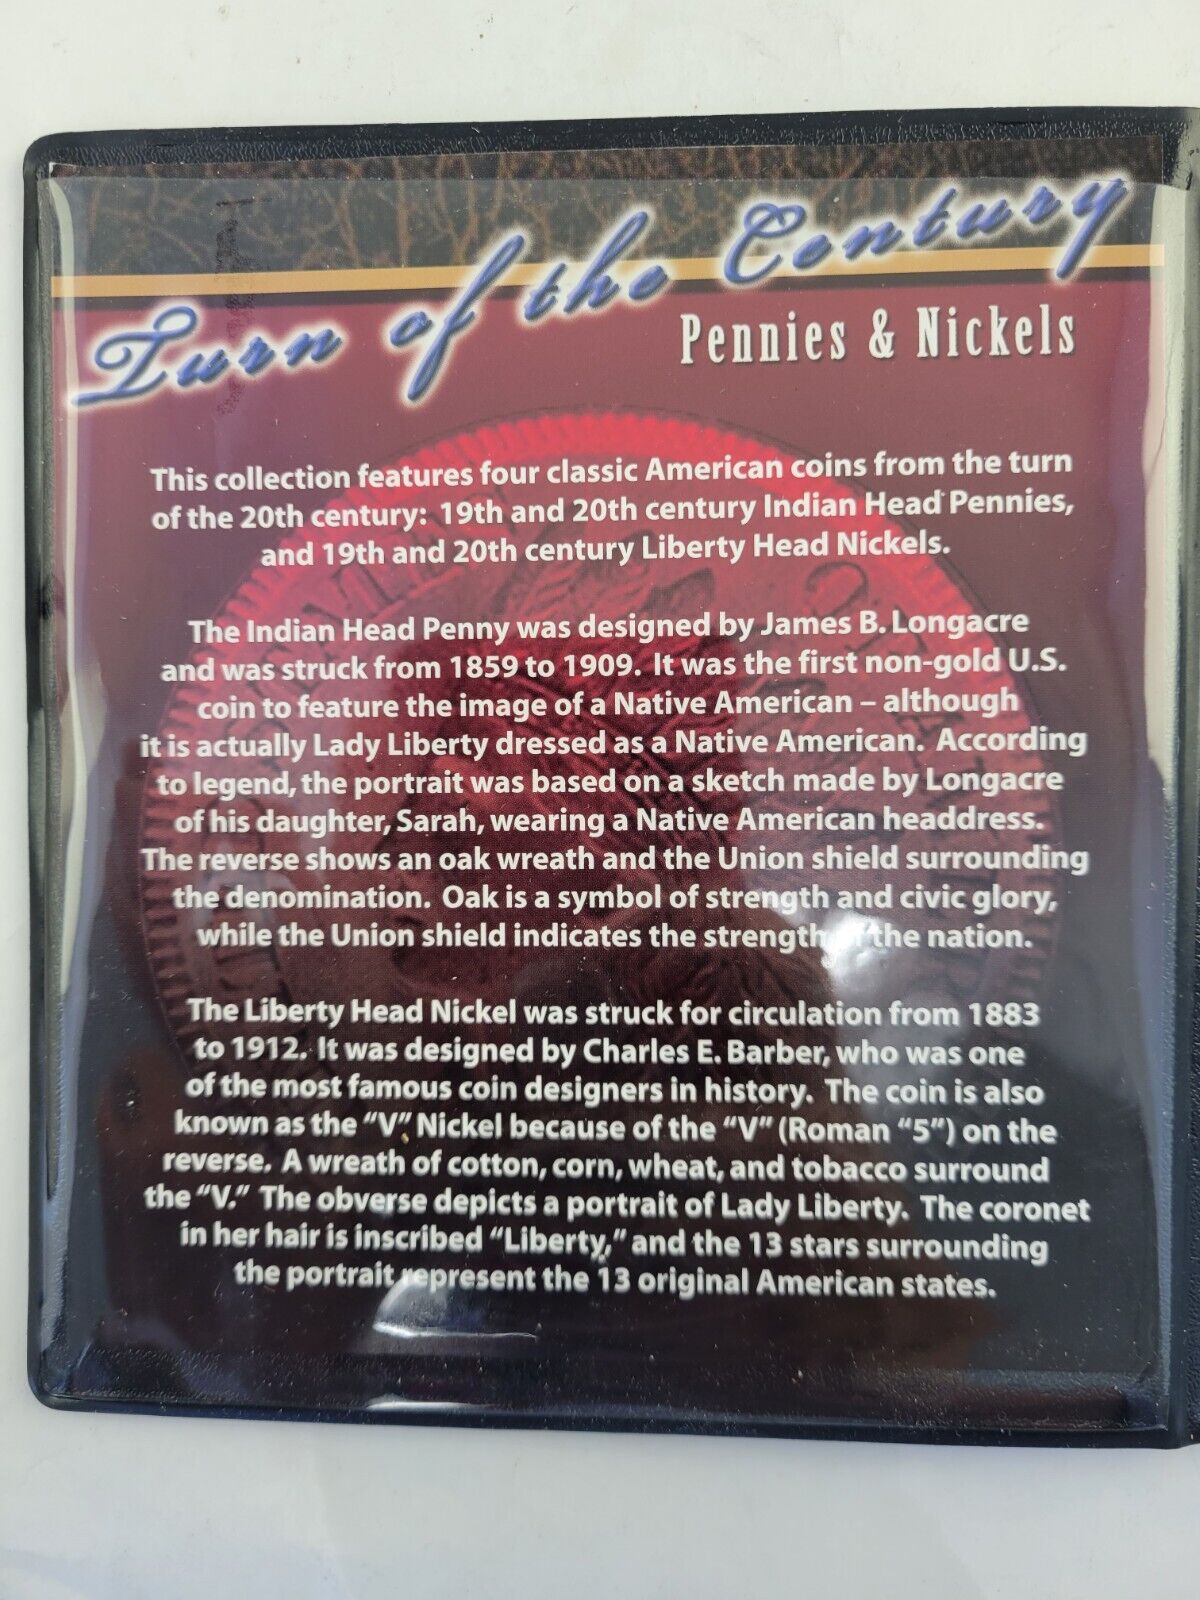 Turn of the Century
Pennies & Nickels
This collection features four classic American coins from the turn
of the 20th century: 19th and 20th century Indian Head Pennies,
and 19th and 20th century Liberty Head Nickels.
The Indian Head Penny was designed by James B. Longacre
and was struck from 1859 to 1909. It was the first non-gold U.S.
coin to feature the image of a Native American – although
it is actually Lady Liberty dressed as a Native American. According
to legend, the portrait was based on a sketch made by Longacre
of his daughter, Sarah, wearing a Native American headdress.
The reverse shows an oak wreath and the Union shield surrounding
the denomination. Oak is a symbol of strength and civic glory,
while the Union shield indicates the strength the nation.
The Liberty Head Nickel was struck for circulation from 1883
to 1912. It was designed by Charles E. Barber, who was one
of the most famous coin designers in history. The coin is also
known as the “V” Nickel because of the “V” (Roman “5”) on the
reverse. A wreath of cotton, corn, wheat, and tobacco surround
the “V.” The obverse depicts a portrait of Lady Liberty. The coronet
in her hair is inscribed “Liberty,” and the 13 stars surrounding
the portrait represent the 13 original American states.